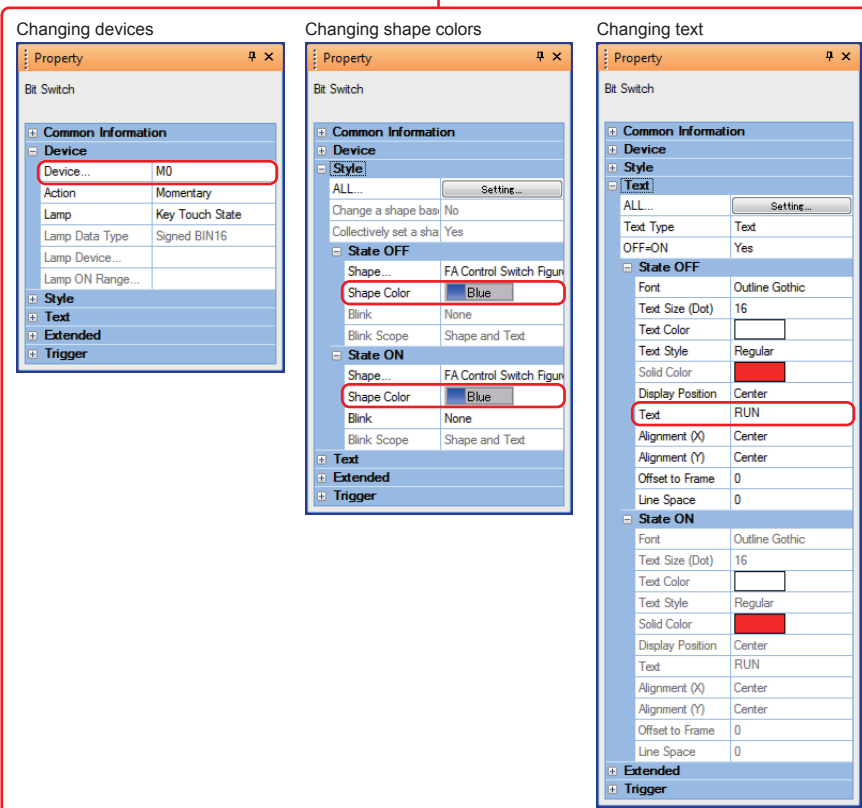 Changing devices
Property
Bit Switch
Common Information
Device
Device... M0
Action Momentary
Lamp Key Touch State
Lamp Data Type Signed BIN16
Lamp Device...
Lamp ON Range...
Style
Text
Extended
Trigger
Changing shape colors
Property
Bit Switch
Common Information
Device
Style
ALL... Setting...
Change a shape base No
Collectively set a sha Yes
State OFF
Shape... FA Control Switch Figure
Shape Color Blue
Blink None
Blink Scope Shape and Text
State ON
Shape... FA Control Switch Figure
Shape Color Blue
Blink None
Blink Scope Shape and Text
Text
Extended
Trigger
Changing text
Property
Bit Switch
Common Information
Device
Style
Text
ALL... Setting...
Text Type Text
OFF=ON Yes
State OFF
Font Outline Gothic
Text Size (Dot) 16
Text Color
Text Style Regular
Solid Color
Display Position Center
Text RUN
Alignment (X) Center
Alignment (Y) Center
Offset to Frame 0
Line Space 0
State ON
Font Outline Gothic
Text Size (Dot) 16
Text Color
Text Style Regular
Solid Color
Display Position Center
Text RUN
Alignment (X) Center
Alignment (Y) Center
Offset to Frame 0
Line Space 0
Extended
Trigger